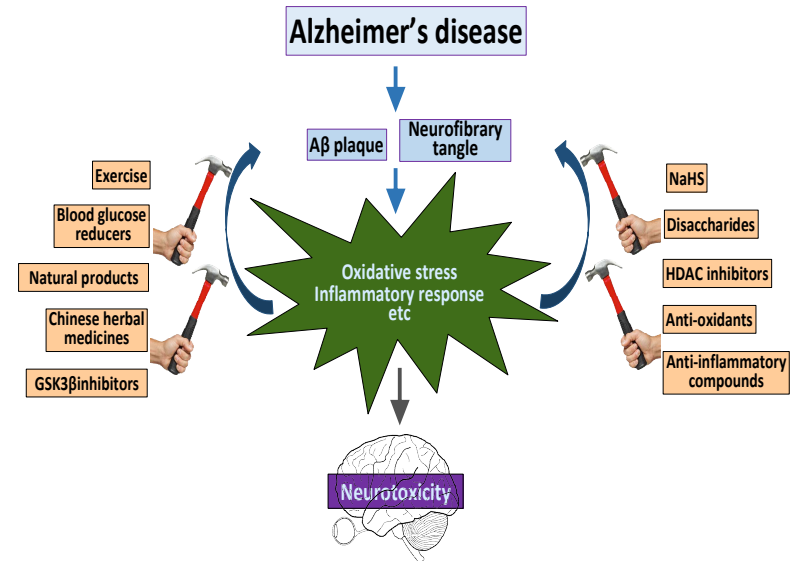 Alzheimer's disease
Aβ plaque
Neurofibrary
tangle
Exercise
Blood glucose
reducers
Natural products
Chinese herbal
medicines
GSK3βinhibitors
Oxidative stress
Inflammatory response
etc
NaHS
Disaccharides
HDAC inhibitors
Anti-oxidants
Anti-inflammatory
compounds
Neurotoxicity